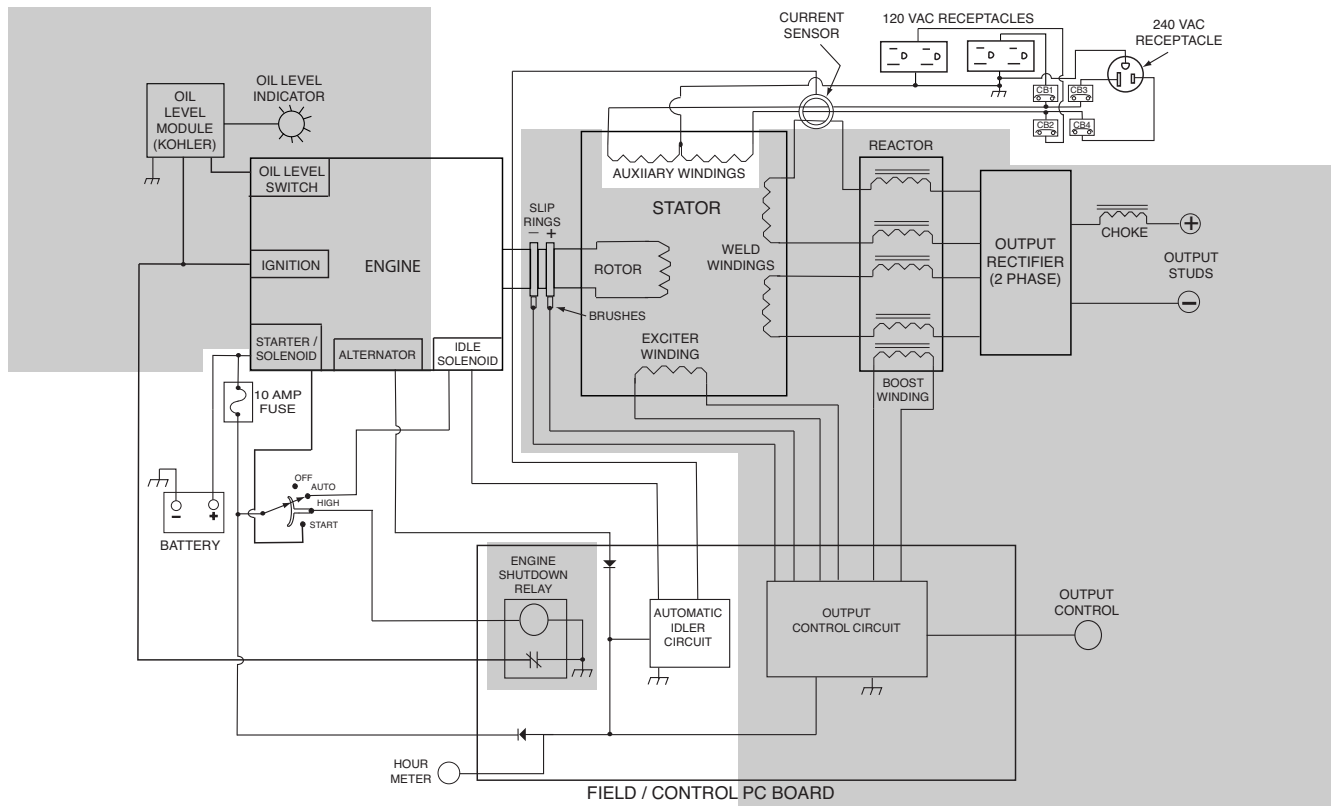 CURRENT
SENSOR
120 VAC RECEPTACLES
240 VAC
RECEPTACLE
CB1
CB3
CB2
CB4
OIL
LEVEL
MODULE
(KOHLER)
OIL LEVEL
INDICATOR
OIL LEVEL
SWITCH
IGNITION
ENGINE
STARTER /
SOLENOID
ALTERNATOR
IDLE
SOLENOID
SLIP
RINGS
– +
BRUSHES
AUXIIARY WINDINGS
STATOR
ROTOR
WELD
WINDINGS
EXCITER
WINDING
REACTOR
BOOST
WINDING
OUTPUT
RECTIFIER
(2 PHASE)
CHOKE
+
OUTPUT
STUDS
–
10 AMP
FUSE
OFF
AUTO
HIGH
START
– +
BATTERY
ENGINE
SHUTDOWN
RELAY
AUTOMATIC
IDLER
CIRCUIT
OUTPUT
CONTROL CIRCUIT
OUTPUT
CONTROL
HOUR
METER
FIELD / CONTROL PC BOARD